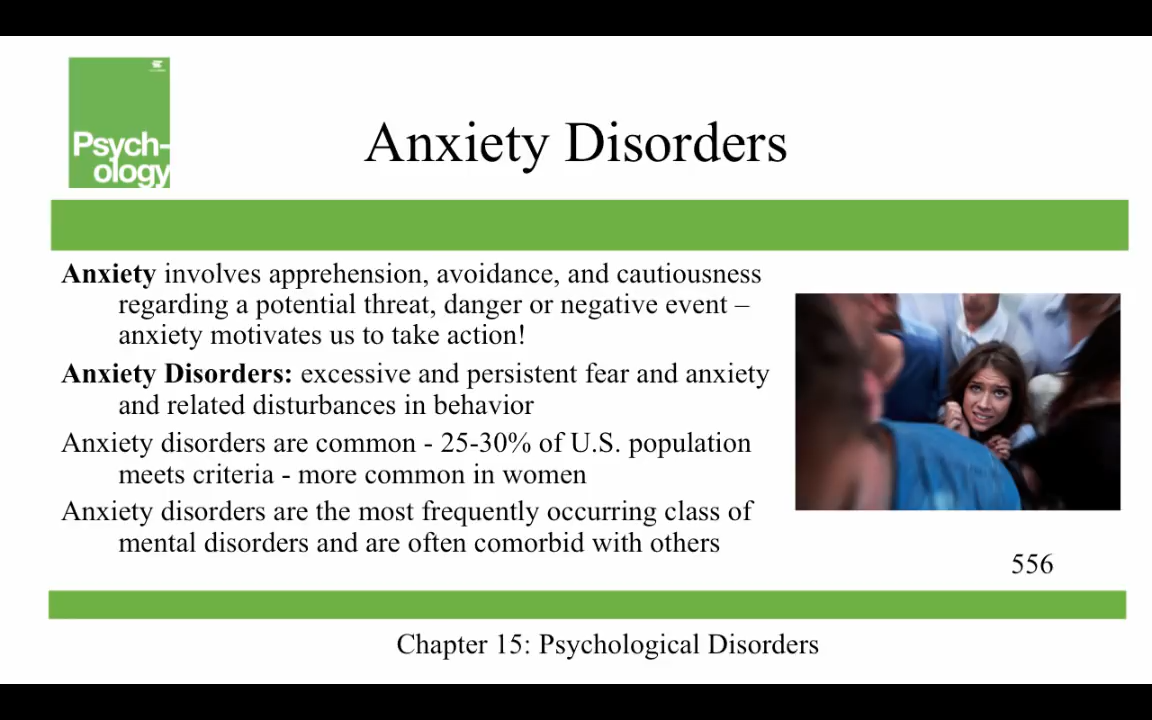 Psych-
ology
Anxiety Disorders
Anxiety involves apprehension, avoidance, and cautiousness
regarding a potential threat, danger or negative event –
anxiety motivates us to take action!
Anxiety Disorders: excessive and persistent fear and anxiety
and related disturbances in behavior
Anxiety disorders are common - 25-30% of U.S. population
meets criteria - more common in women
Anxiety disorders are the most frequently occurring class of
mental disorders and are often comorbid with others
556
Chapter 15: Psychological Disorders